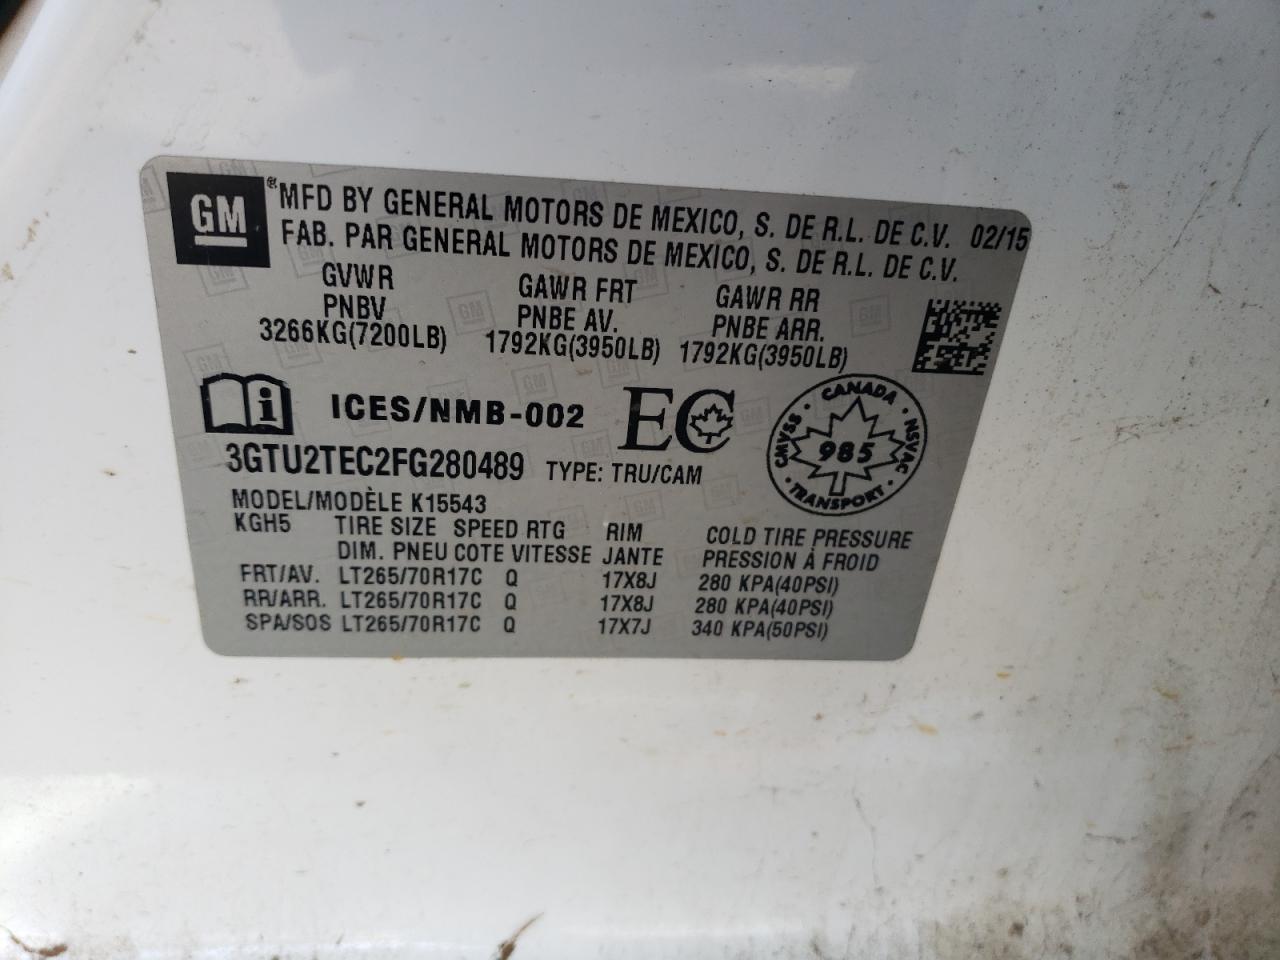 GM ® MFD BY GENERAL MOTORS DE MEXICO, S. DE R.L. DE C.V. 02/15
FAB. PAR GENERAL MOTORS DE MEXICO, S. DE R.L. DE C.V.
GVWR GAWR FRT GAWR RR
PNBV PNBE AV. PNBE ARR.
3266KG(7200LB) 1792KG(3950LB) 1792KG(3950LB)
i ICES/NMB-002 EC
CANADA CMVSS NSVAC 985 TRANSPORT
3GTU2TEC2FG280489 TYPE: TRU/CAM
MODEL/MODÈLE K15543
KGH5 TIRE SIZE SPEED RTG RIM COLD TIRE PRESSURE
DIM. PNEU COTE VITESSE JANTE PRESSION À FROID
FRT/AV. LT265/70R17C Q 17X8J 280 KPA(40PSI)
RR/ARR. LT265/70R17C Q 17X8J 280 KPA(40PSI)
SPA/SOS LT265/70R17C Q 17X7J 340 KPA(50PSI)